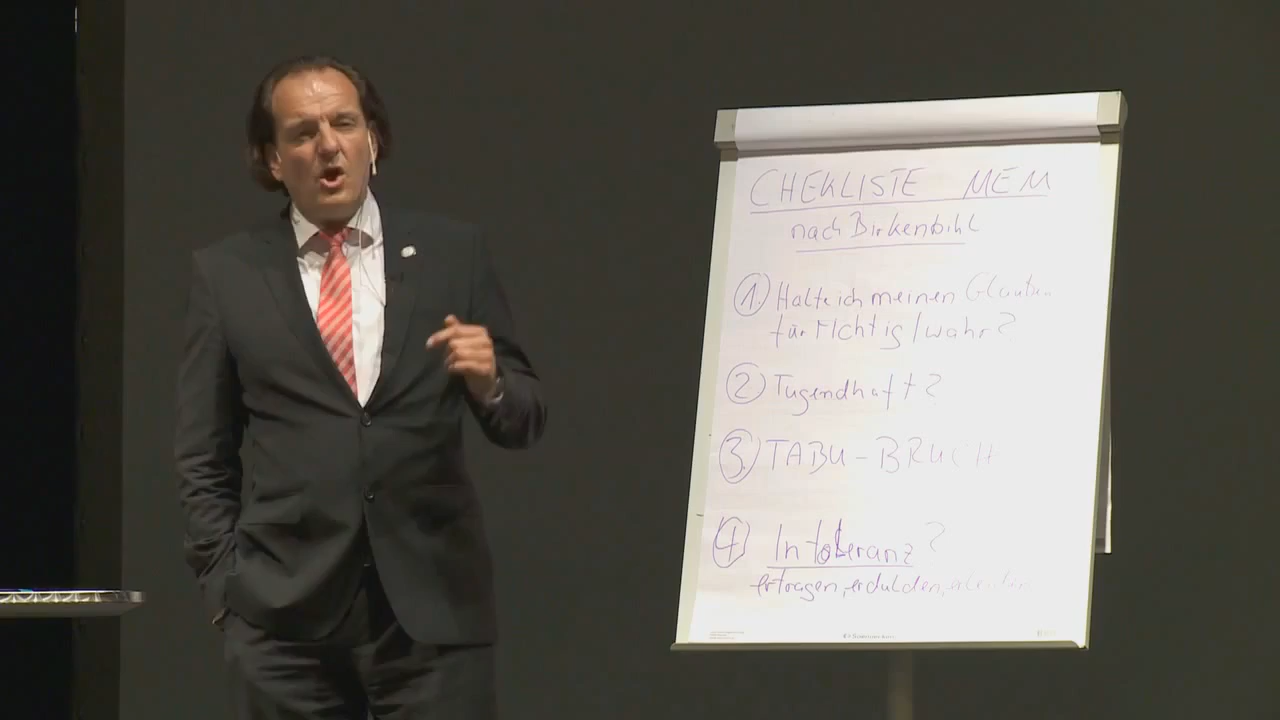 CHEKLISTE MEM
nach Birkenbihl
1. Halte ich meinen Glauben
für richtig/wahr?
2. Tugendhaft?
3. TABU-BRUCH
4 Intoleranz?
ertragen, erdulden,